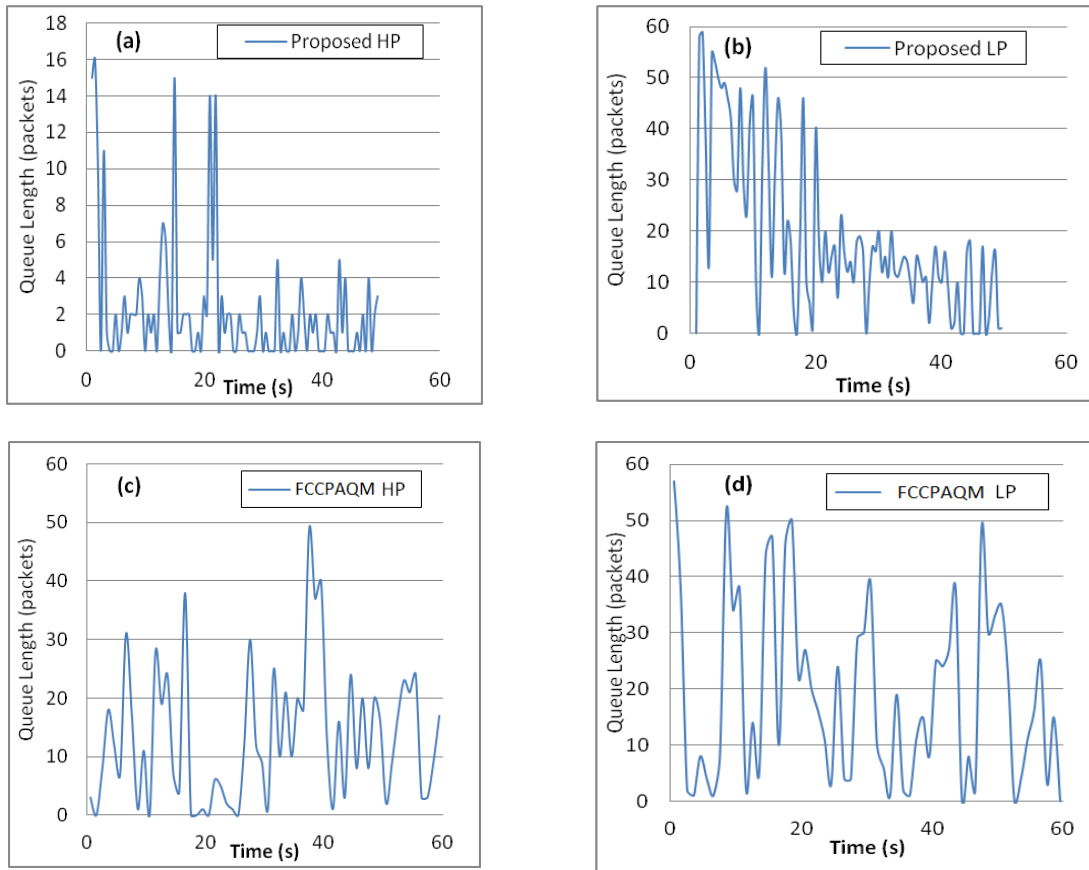 (a)
Proposed HP
Queue Length (packets)
18
16
14
12
10
8
6
4
2
0
0 20 40 60
Time (s)
(b)
Proposed LP
Queue Length (packets)
60
50
40
30
20
10
0
0 20 40 60
Time (s)
(c)
FCCPAQM HP
Queue Length (packets)
60
50
40
30
20
10
0
0 20 40 60
Time (s)
(d)
FCCPAQM LP
Queue Length (packets)
60
50
40
30
20
10
0
0 20 40 60
Time (s)